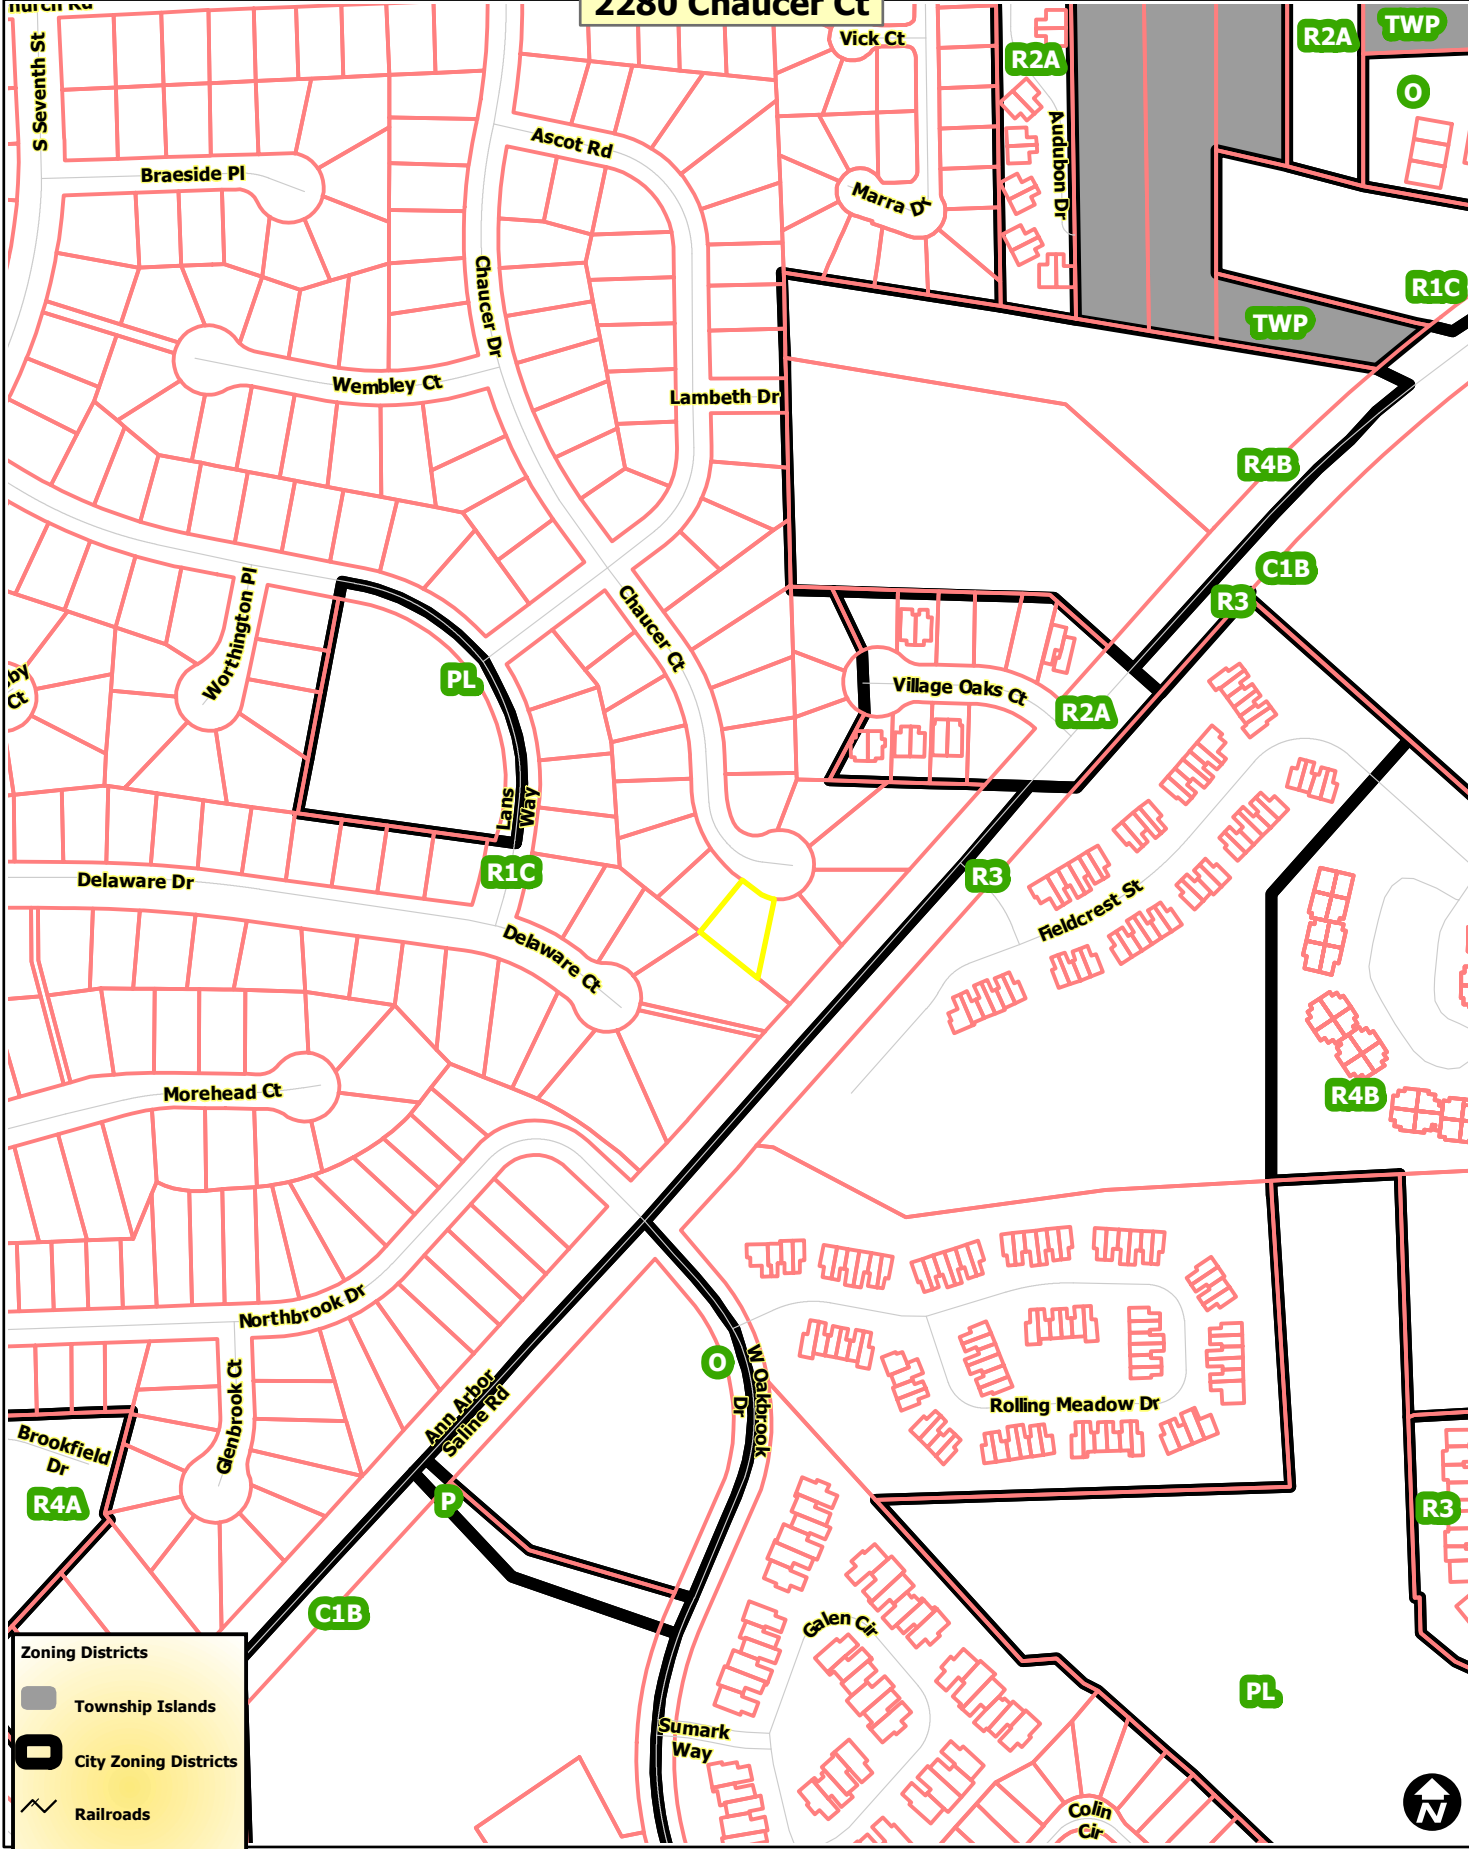 2280 Chaucer Ct
S Seventh St
Vick Ct
R2A
R2A
TWP
O
Ascot Rd
Audubon Dr
Braeside Pl
Marra Dr
Chaucer Dr
R1C
TWP
Wembley Ct
Lambeth Dr
R4B
C1B
R3
Worthington Pl
Chaucer Ct
PL
by
Ct
Village Oaks Ct
R2A
Lans
Way
R1C
Delaware Dr
R3
Fieldcrest St
Delaware Ct
Morehead Ct
R4B
Northbrook Dr
O
W Oakbrook
Dr
Glenbrook Ct
Ann Arbor
Saline Rd
Rolling Meadow Dr
Brookfield
Dr
R4A
P
R3
C1B
Galen Cir
Zoning Districts
Township Islands
City Zoning Districts
Railroads
Sumark
Way
PL
Colin
Cir
N